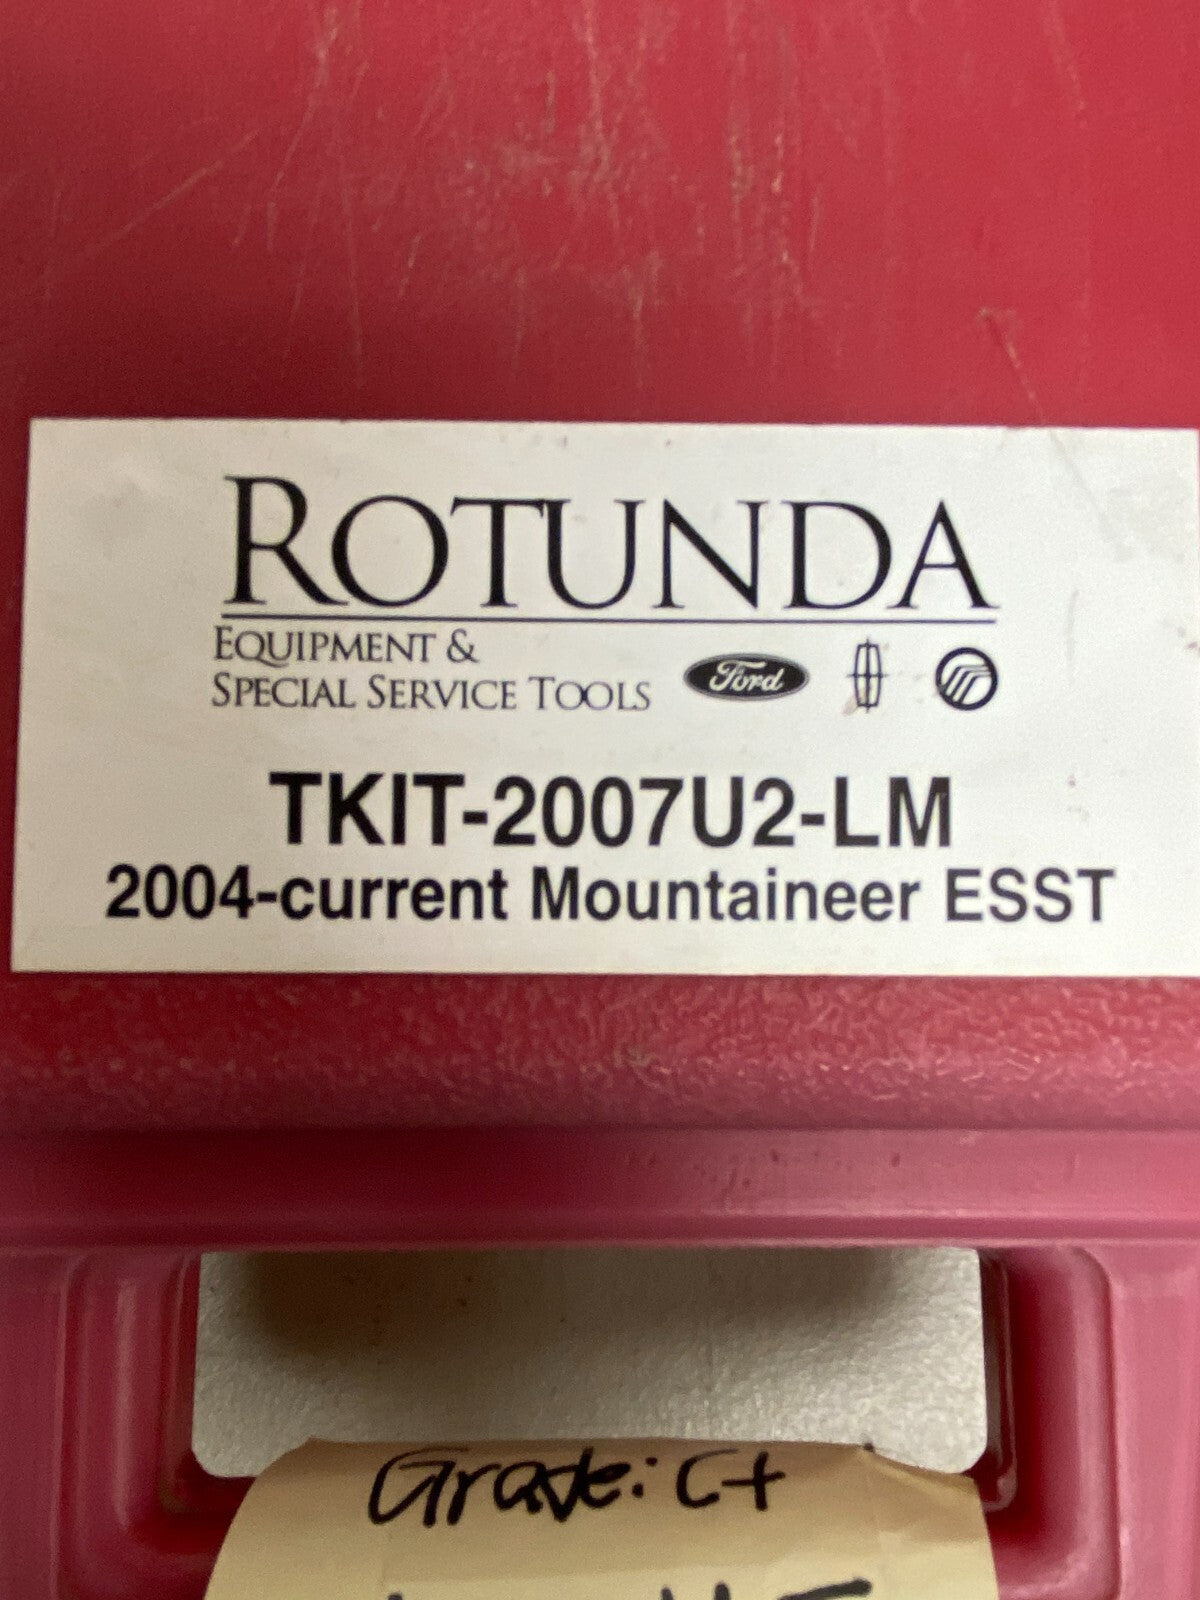 ROTUNDA
EQUIPMENT &
SPECIAL SERVICE TOOLS
Ford
TKIT-2007U2-LM
2004-current Mountaineer ESST
Grade: C+